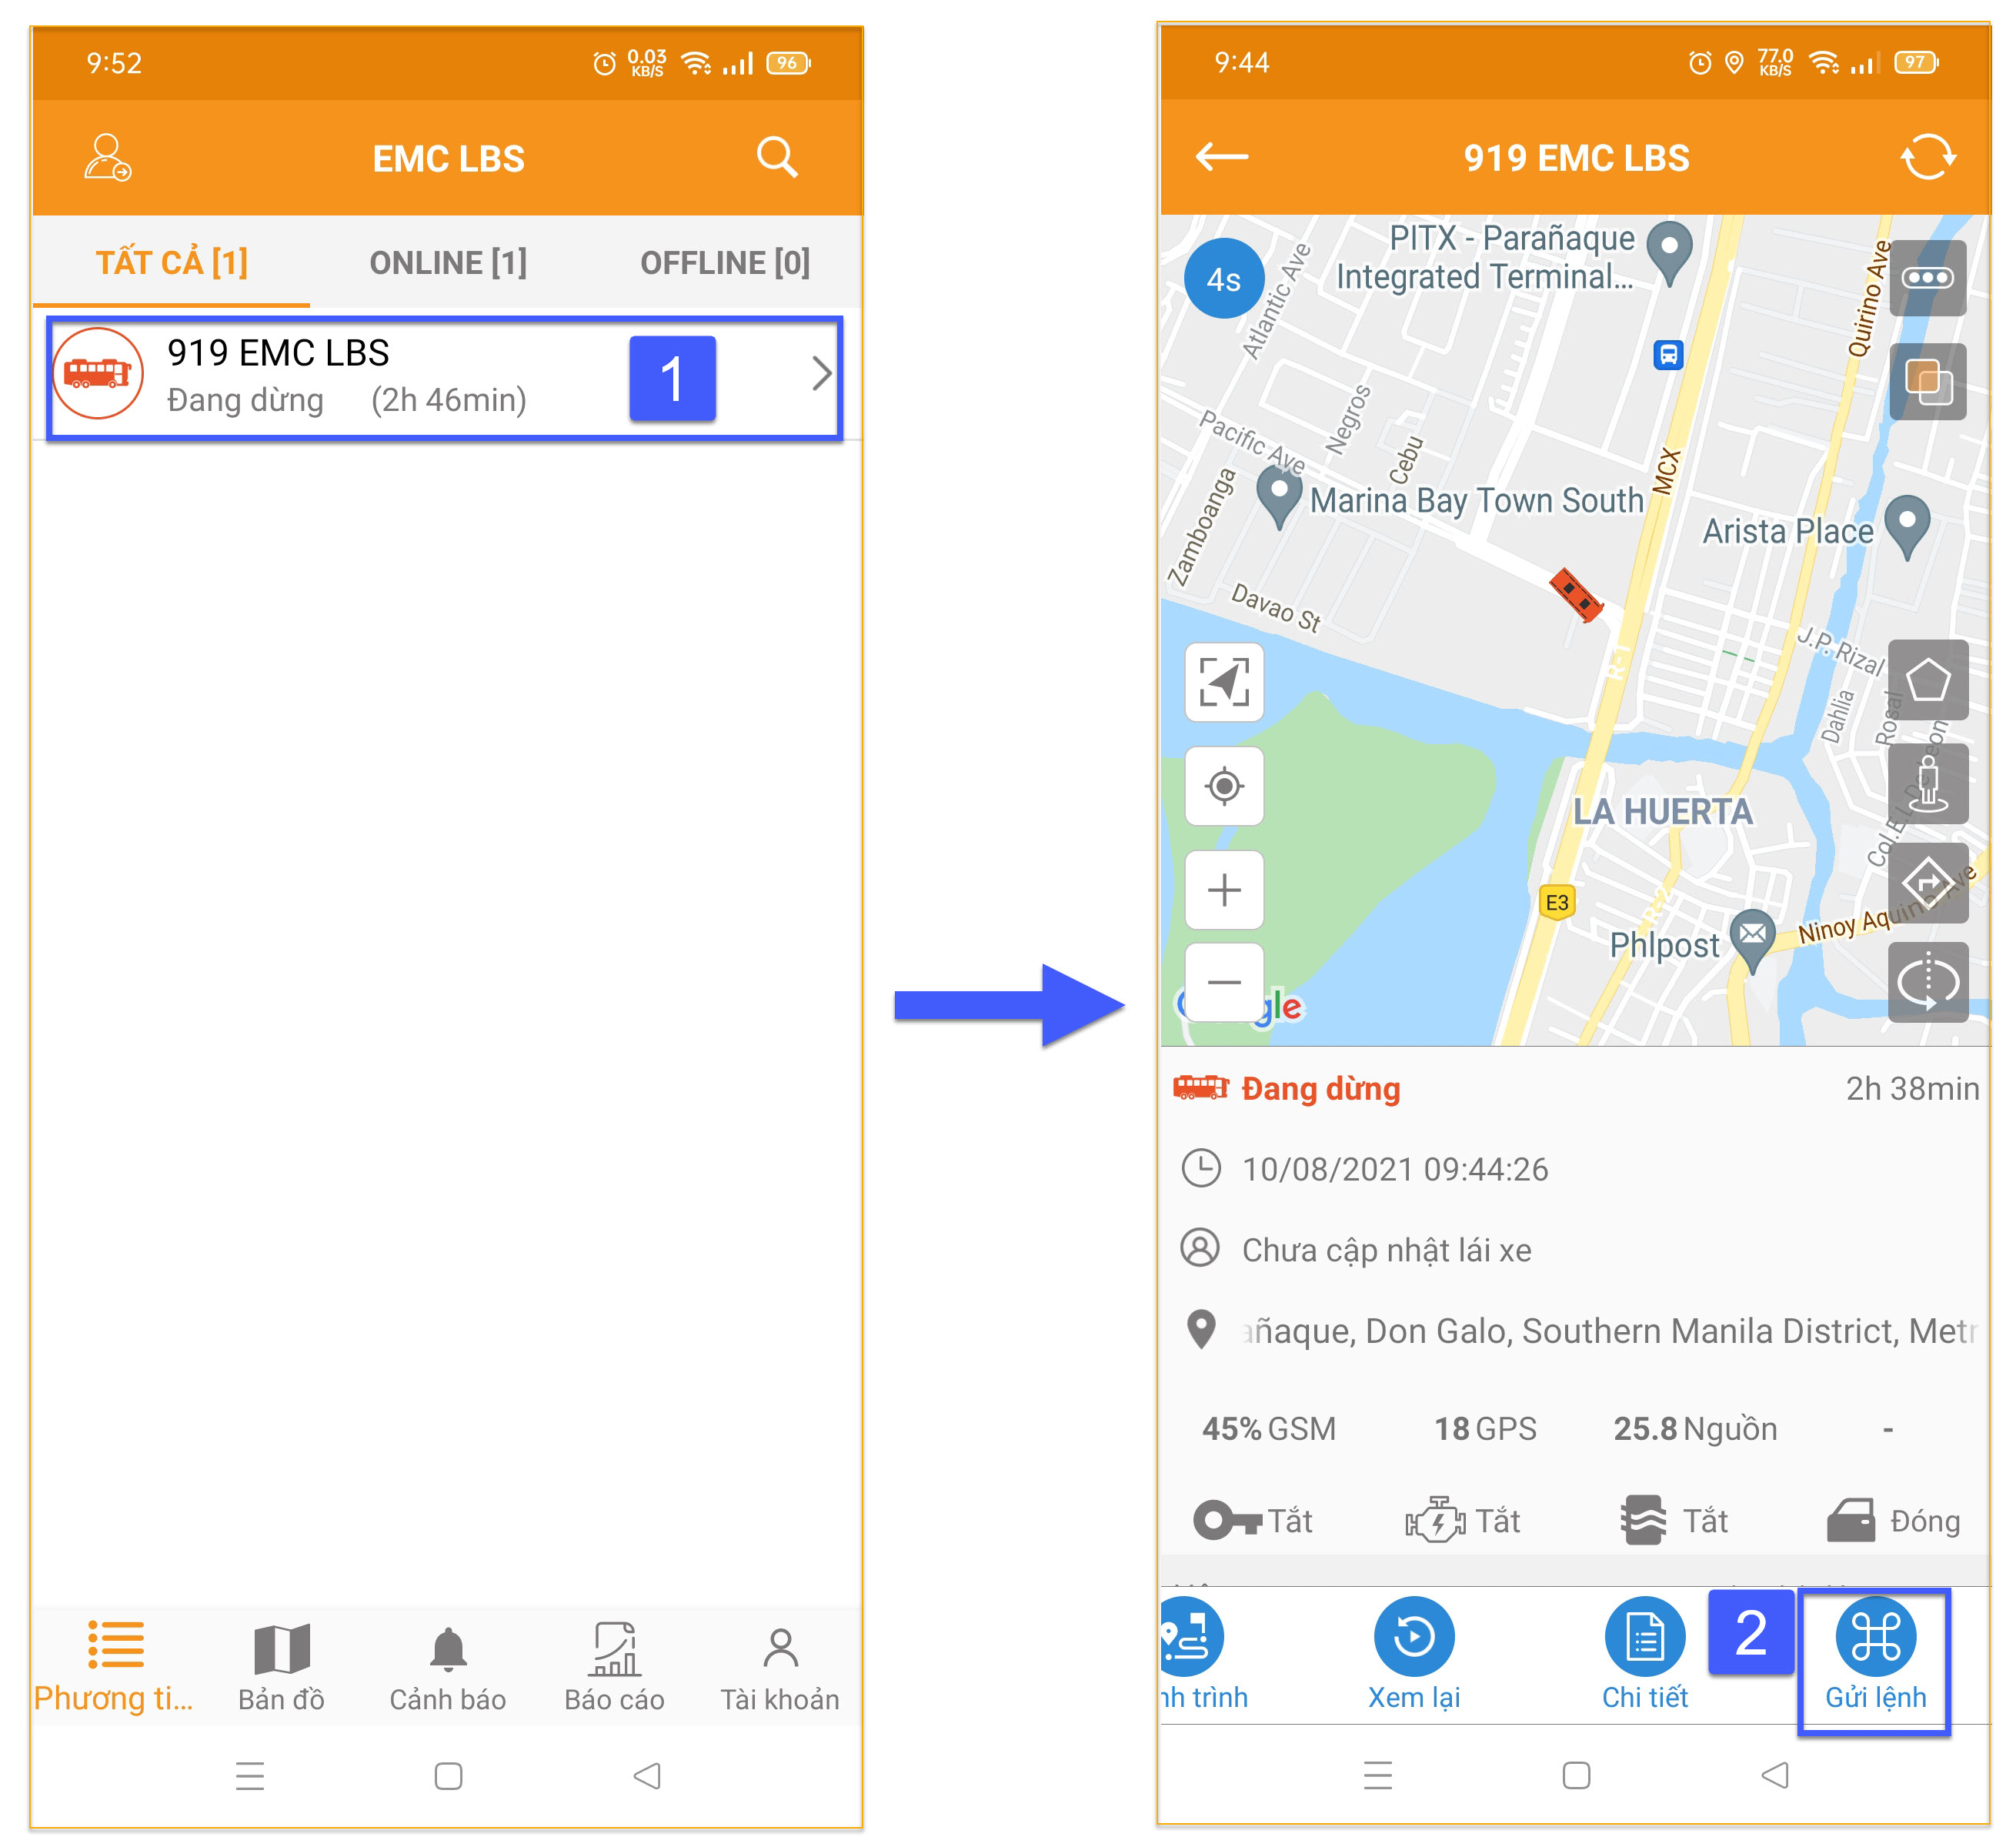 9:52
0.03
KB/S
96
EMC LBS
TẤT CẢ [1]
ONLINE [1]
OFFLINE [0]
919 EMC LBS
Đang dừng (2h 46min)
1
Phương ti...
Bản đồ
Cảnh báo
Báo cáo
Tài khoản
9:44
77.0
KB/S
97
919 EMC LBS
4s
PITX - Parañaque
Integrated Terminal...
Atlantic Ave
Quirino Ave
Negros
Pacific Ave
Cebu
MCX
Zamboanga
Marina Bay Town South
Arista Place
Davao St
R-1
J.P. Rizal
Dahlia
Rosal
LA HUERTA
E3
R-2
Phlpost
Ninoy Aquino Ave
gle
Đang dừng
2h 38min
10/08/2021 09:44:26
Chưa cập nhật lái xe
añaque, Don Galo, Southern Manila District, Metr
45% GSM
18 GPS
25.8 Nguồn
-
Tắt
Tắt
Tắt
Đóng
nh trình
Xem lại
Chi tiết
2
Gửi lệnh